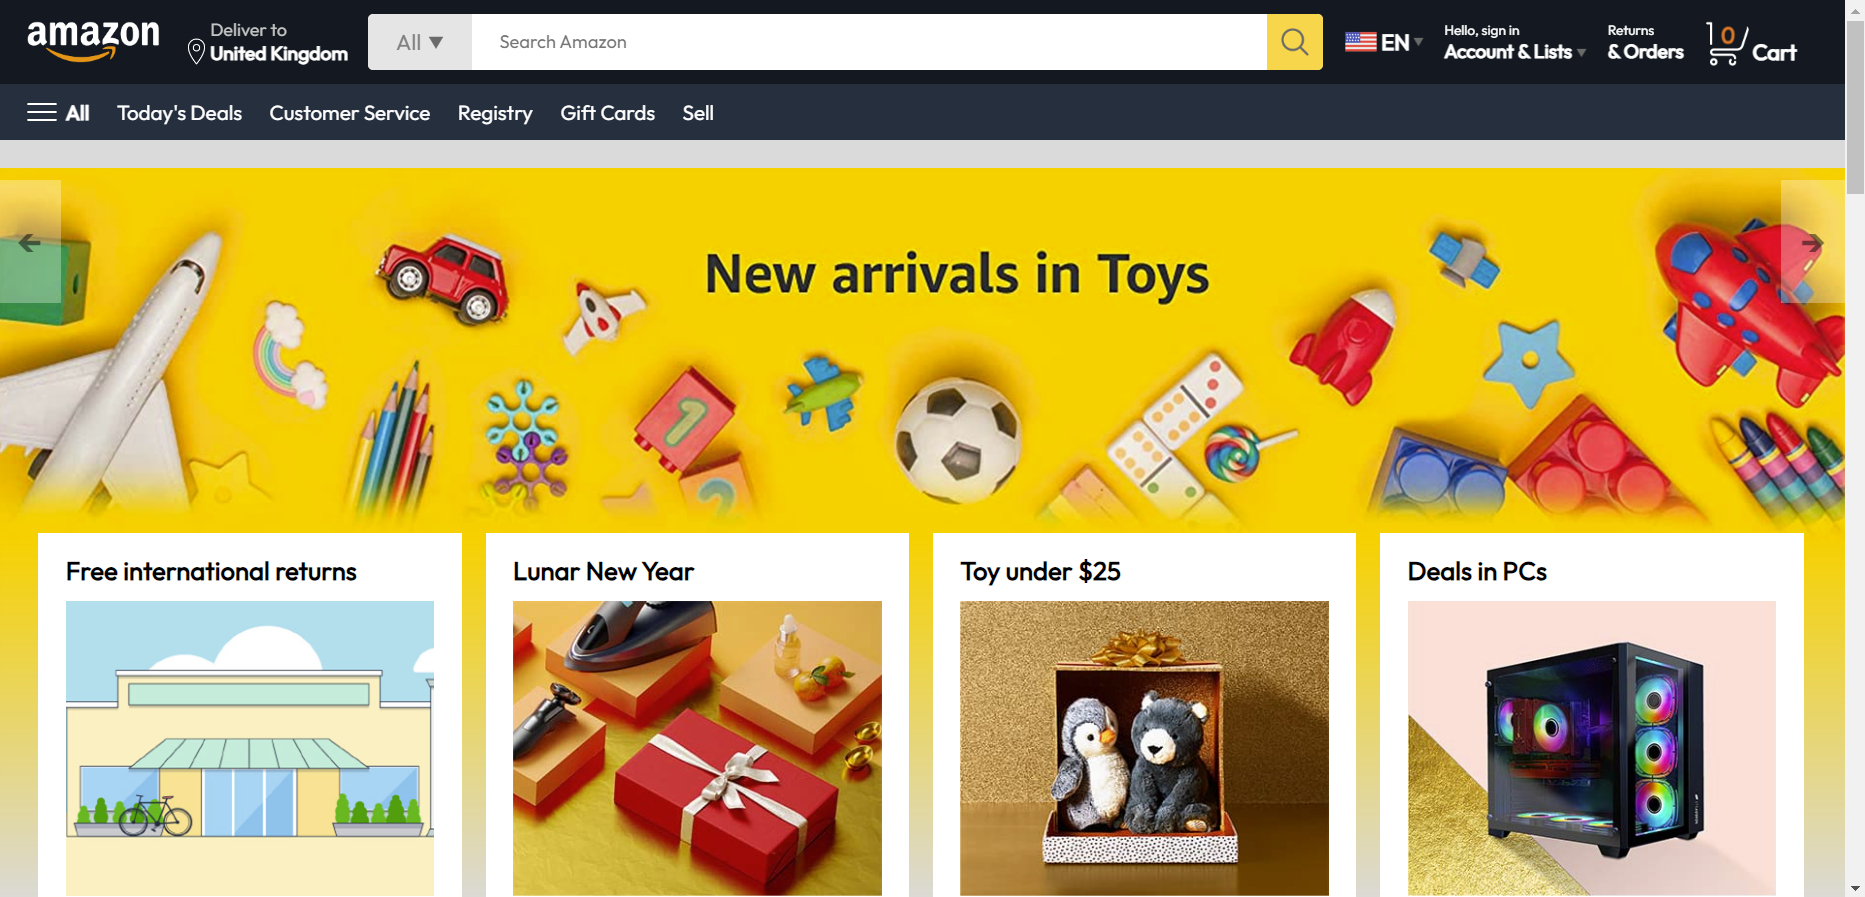 amazon
Deliver to
United Kingdom
All
Search Amazon
EN
Hello, sign in
Account & Lists
Returns
& Orders
0
Cart
All
Today's Deals
Customer Service
Registry
Gift Cards
Sell
New arrivals in Toys
1
2
Free international returns
Lunar New Year
Toy under $25
Deals in PCs